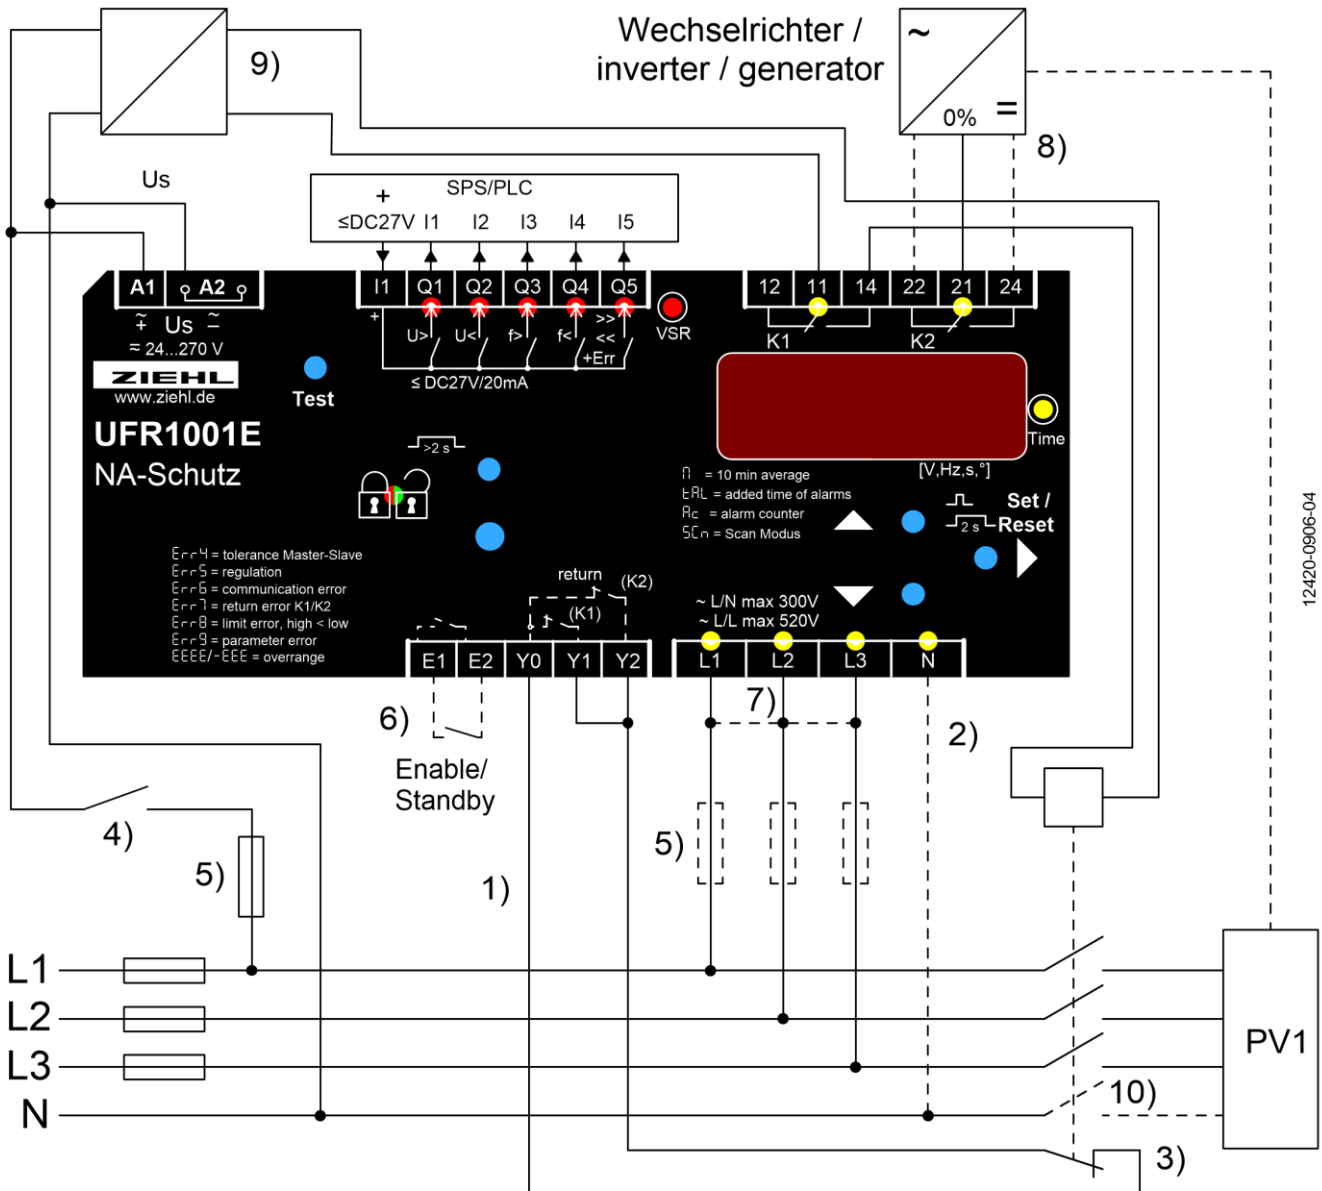 9)
Wechselrichter /
inverter / generator
~
0%
=
8)
Us
SPS/PLC
+
≤DC27V I1 I2 I3 I4 I5
A1 A2
I1 Q1 Q2 Q3 Q4 Q5
12 11 14 22 21 24
~ + Us ~ −
≂ 24...270 V
+
U> U< f> f< >>
<<
+Err
VSR
K1 K2
≤ DC27V/20mA
ZIEHL
www.ziehl.de
Test
UFR1001E
NA-Schutz
>2 s
Time
[V,Hz,s,°]
= 10 min average
tAL = added time of alarms
Ac = alarm counter
SCn = Scan Modus
2 s
Set /
Reset
12420-0906-04
Err4 = tolerance Master-Slave
Err5 = regulation
Err6 = communication error
Err7 = return error K1/K2
Err8 = limit error, high < low
Err9 = parameter error
EEEE/-EEE = overrange
return
(K2)
(K1)
~ L/N max 300V
~ L/L max 520V
E1 E2 Y0 Y1 Y2
L1 L2 L3 N
6)
7)
2)
Enable/
Standby
4)
5)
5)
1)
L1
L2
L3
N
PV1
10)
3)